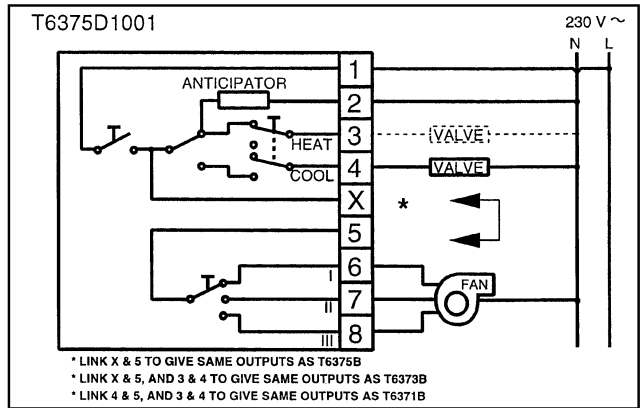 T6375D1001
230 V ~
N L
1
ANTICIPATOR
2
HEAT 3 VALVE
COOL 4 VALVE
X *
5
I 6
FAN
II 7
III 8
* LINK X & 5 TO GIVE SAME OUTPUTS AS T6375B
* LINK X & 5, AND 3 & 4 TO GIVE SAME OUTPUTS AS T6373B
* LINK 4 & 5, AND 3 & 4 TO GIVE SAME OUTPUTS AS T6371B